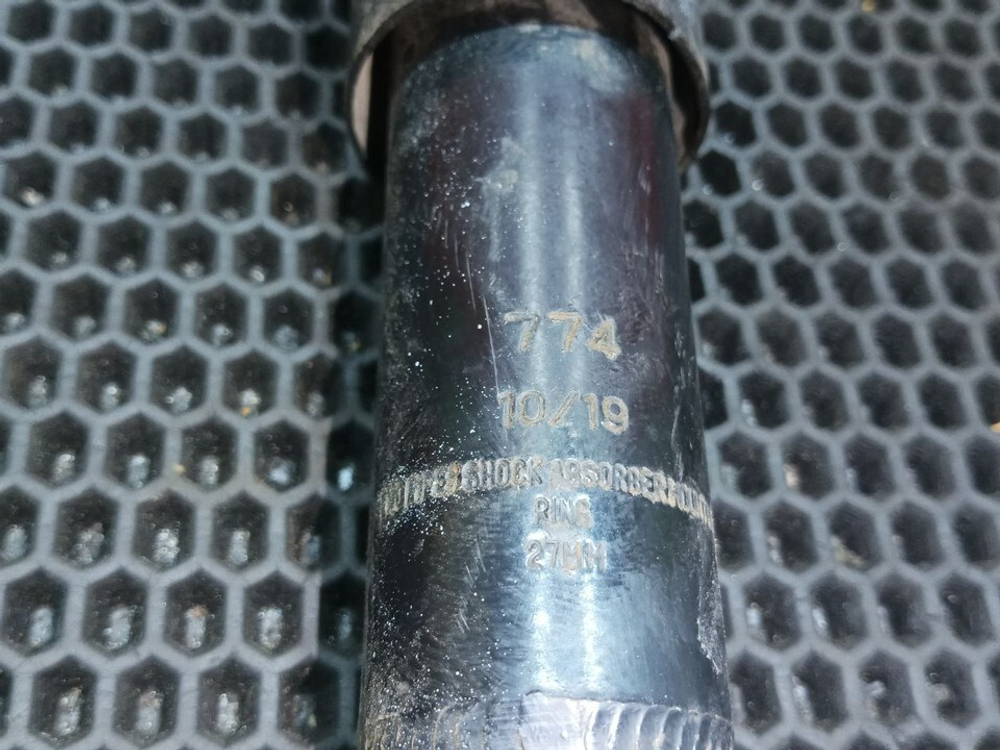 774
10/19
SHOCK ABSORBER
RING
27MM